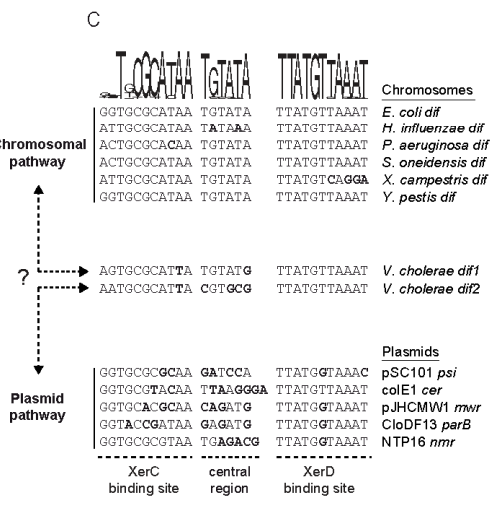 C
TGCGCATAA TGTATA TTATGTTAAAT
Chromosomes
GGTGCGCATAA TGTATA TTATGTTAAAT E. coli dif
ATTGCGCATAA TATAAA TTATGTTAAAT H. influenzae dif
Chromosomal pathway
ACTGCGCACAA TGTATA TTATGTTAAAT P. aeruginosa dif
ACTGCGCATAA TGTATA TTATGTTAAAT S. oneidensis dif
ATTGCGCATAA TGTATA TTATGTCAGGA X. campestris dif
GGTGCGCATAA TGTATA TTATGTTAAAT Y. pestis dif
?
AGTGCGCATTA TGTATG TTATGTTAAAT V. cholerae dif1
AATGCGCATTA CGTGCG TTATGTTAAAT V. cholerae dif2
Plasmids
GGTGCGCGCAA GATCCA TTATGGTAAAC pSC101 psi
GGTGCGTACAA TTAAGGGA TTATGGTAAAT colE1 cer
Plasmid pathway
GGTGCACGCAA CAGATG TTATGGTAAAT pJHCMW1 mwr
GGTACCGATAA GAGATG TTATGGTAAAT CloDF13 parB
GGTGCGCGTAA TGAGACG TTATGGTAAAT NTP16 nmr
XerC binding site
central region
XerD binding site